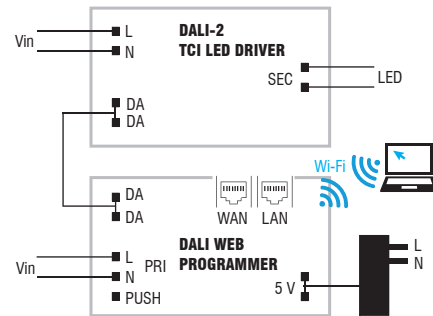 Vin
L
N
DALI-2
TCI LED DRIVER
SEC
LED
DA
DA
Wi-Fi
DA
DA
WAN
LAN
Vin
L
PRI
N
PUSH
DALI WEB
PROGRAMMER
5 V
L
N